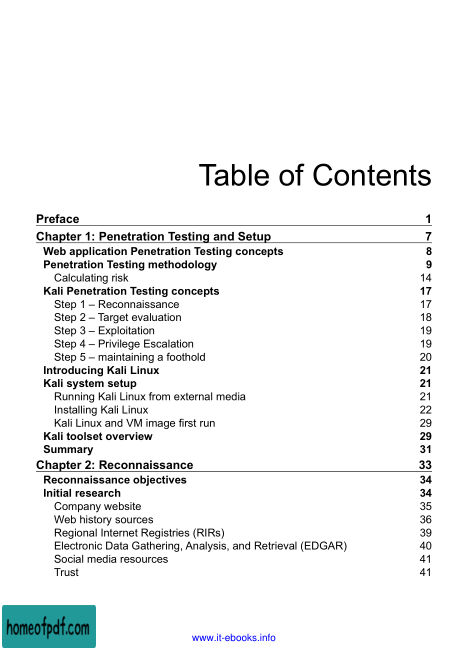 Table of Contents
Preface 1
Chapter 1: Penetration Testing and Setup 7
Web application Penetration Testing concepts 8
Penetration Testing methodology 9
Calculating risk 14
Kali Penetration Testing concepts 17
Step 1 – Reconnaissance 17
Step 2 – Target evaluation 18
Step 3 – Exploitation 19
Step 4 – Privilege Escalation 19
Step 5 – maintaining a foothold 20
Introducing Kali Linux 21
Kali system setup 21
Running Kali Linux from external media 21
Installing Kali Linux 22
Kali Linux and VM image first run 29
Kali toolset overview 29
Summary 31
Chapter 2: Reconnaissance 33
Reconnaissance objectives 34
Initial research 34
Company website 35
Web history sources 36
Regional Internet Registries (RIRs) 39
Electronic Data Gathering, Analysis, and Retrieval (EDGAR) 40
Social media resources 41
Trust 41
homeofpdf.com
www.it-ebooks.info